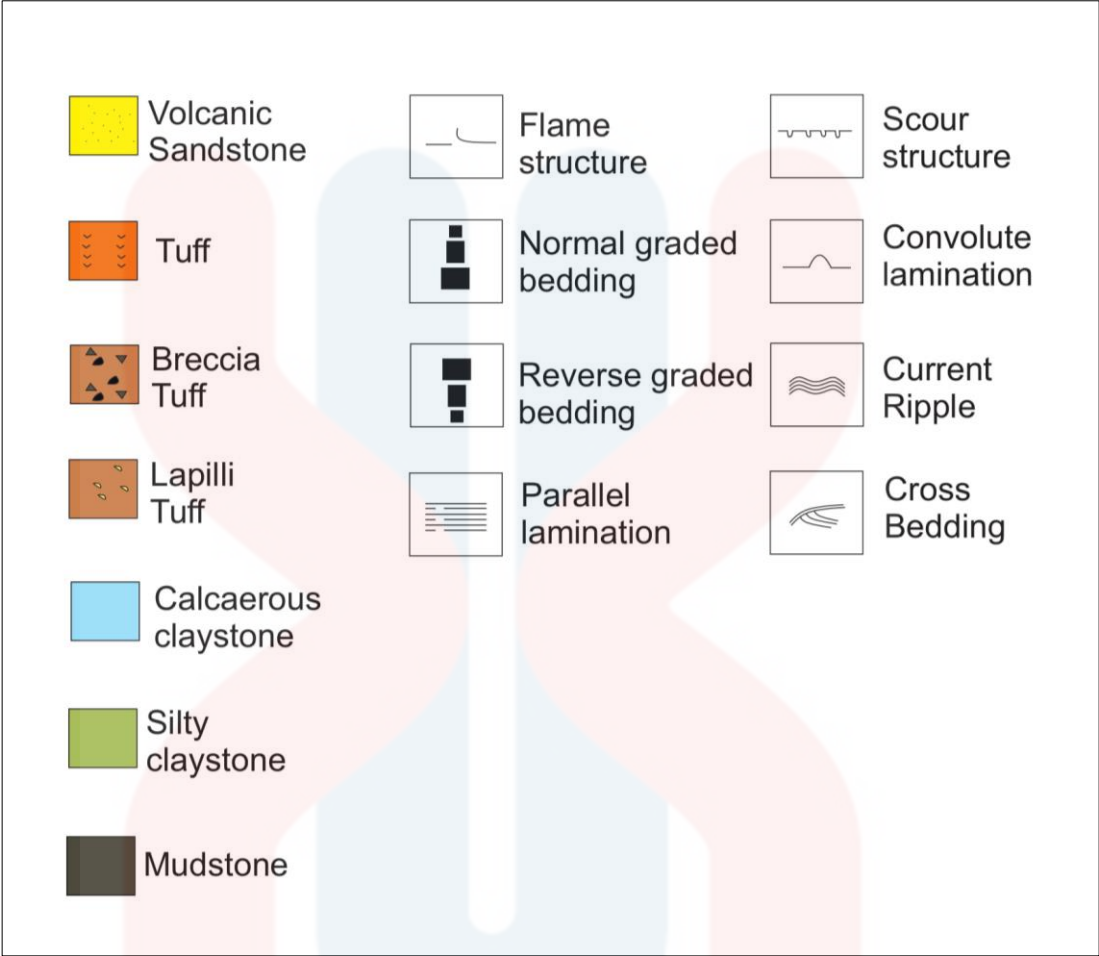 Volcanic
Sandstone
Tuff
Breccia
Tuff
Lapilli
Tuff
Calcaerous
claystone
Silty
claystone
Mudstone
Flame
structure
Normal graded
bedding
Reverse graded
bedding
Parallel
lamination
Scour
structure
Convolute
lamination
Current
Ripple
Cross
Bedding